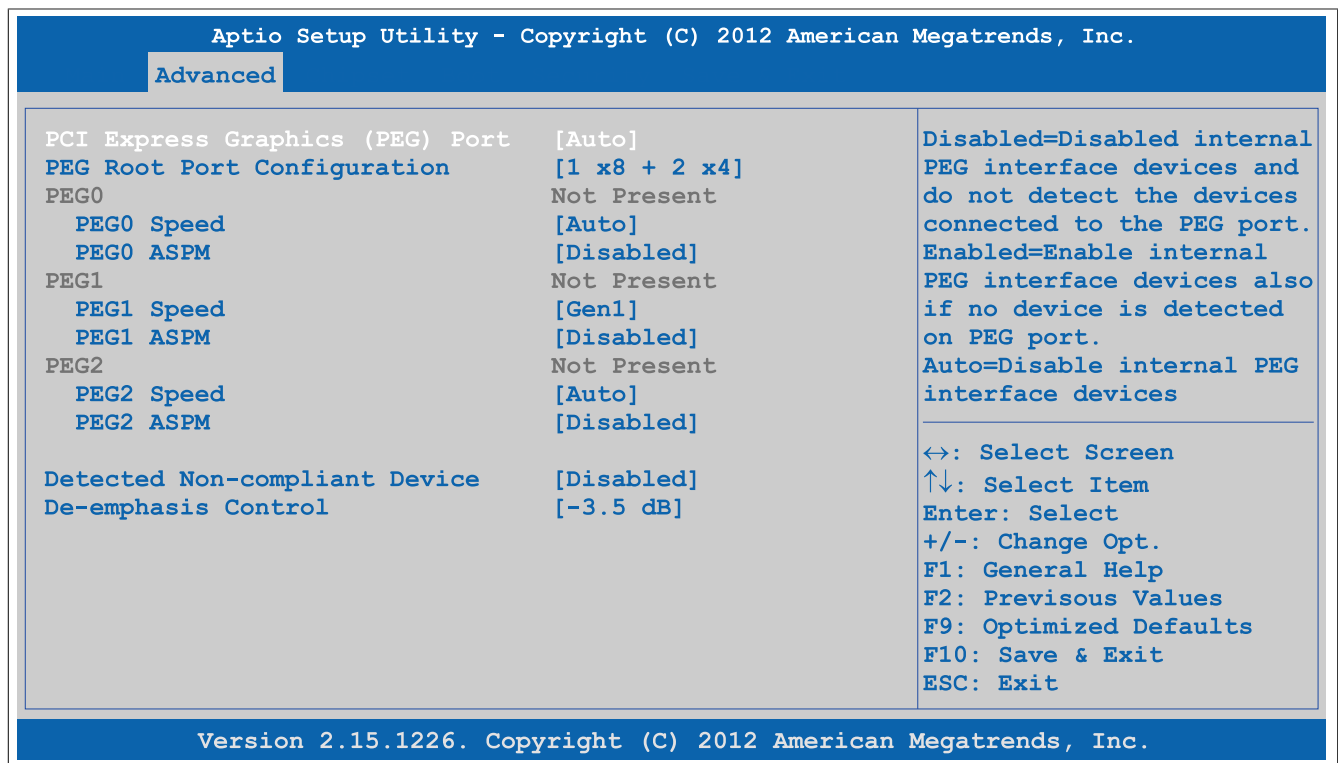 Aptio Setup Utility - Copyright (C) 2012 American Megatrends, Inc.
Advanced
PCI Express Graphics (PEG) Port [Auto]
PEG Root Port Configuration [1 x8 + 2 x4]
PEG0 Not Present
PEG0 Speed [Auto]
PEG0 ASPM [Disabled]
PEG1 Not Present
PEG1 Speed [Gen1]
PEG1 ASPM [Disabled]
PEG2 Not Present
PEG2 Speed [Auto]
PEG2 ASPM [Disabled]
Detected Non-compliant Device [Disabled]
De-emphasis Control [-3.5 dB]
Disabled=Disabled internal
PEG interface devices and
do not detect the devices
connected to the PEG port.
Enabled=Enable internal
PEG interface devices also
if no device is detected
on PEG port.
Auto=Disable internal PEG
interface devices
↔: Select Screen
↑↓: Select Item
Enter: Select
+/-: Change Opt.
F1: General Help
F2: Previsous Values
F9: Optimized Defaults
F10: Save & Exit
ESC: Exit
Version 2.15.1226. Copyright (C) 2012 American Megatrends, Inc.